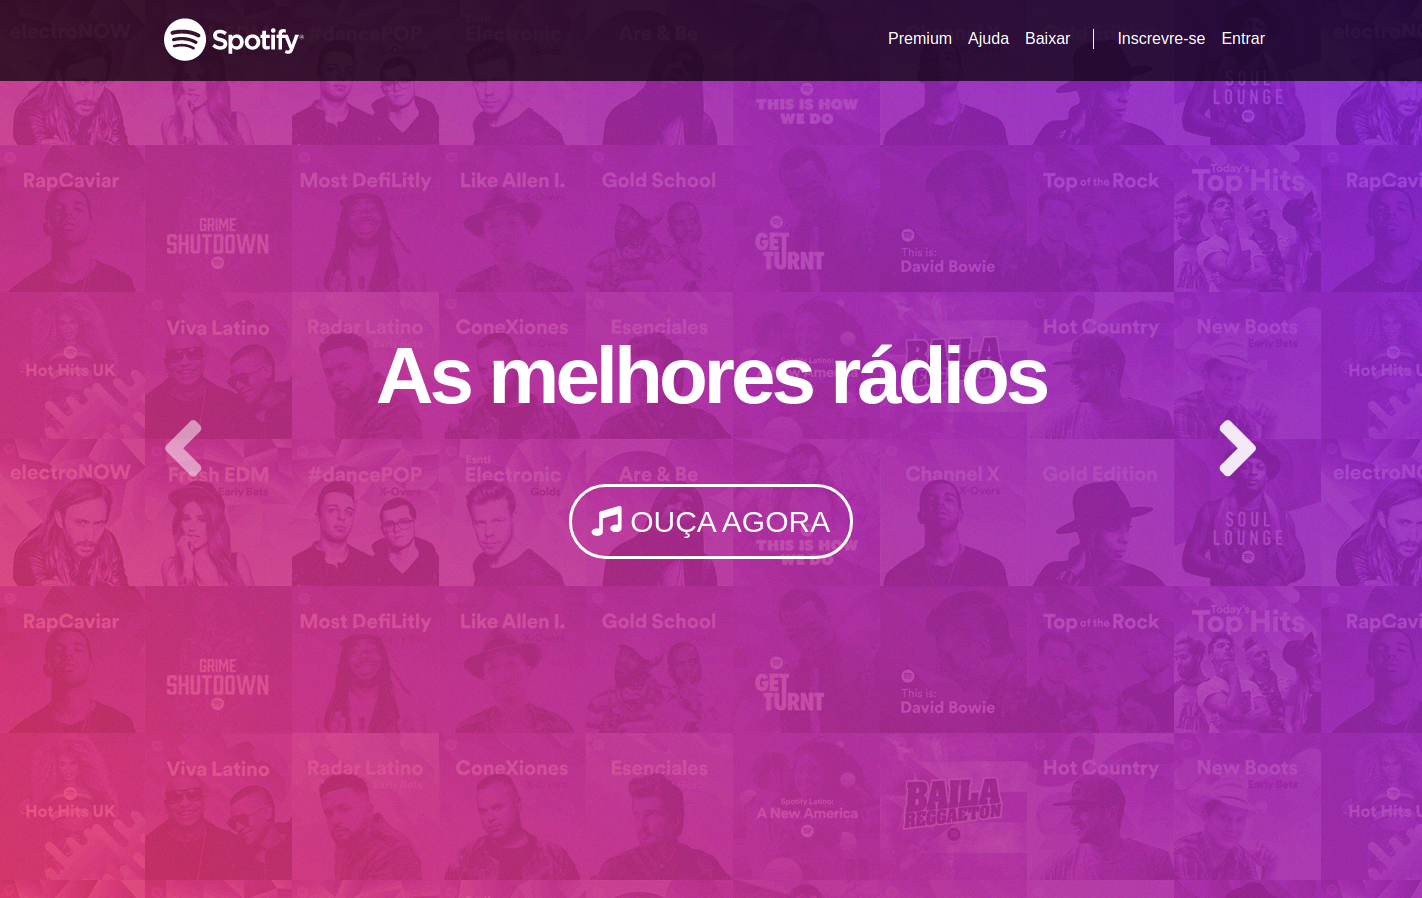 Spotify
Premium Ajuda Baixar Inscrevre-se Entrar
electroNOW
#dancePOP
Esntl
Electronic
Are & Be
THIS IS HOW
WE DO
SOUL
LOUNGE
RapCaviar
GRIME
SHUTDOWN
Most DefiLitly
Like Allen I.
X-Overs
Gold School
GET
TURNT
This is:
David Bowie
Top of the Rock
Today's
Top Hits
RapCavi
Hot Hits UK
Viva Latino
Radar Latino
ConeXiones
Esenciales
BAILA
Hot Country
New Boots
Early Bets
Hot Hits U
As melhores rádios
electroNOW
Fresh EDM
Early Bets
#dancePOP
X-Overs
Esntl
Electronic
Golds
Are & Be
THIS IS HOW
WE DO
Channel X
X-Overs
Gold Edition
SOUL
LOUNGE
electroNO
OUÇA AGORA
RapCaviar
GRIME
SHUTDOWN
Most DefiLitly
Like Allen I.
X-Overs
Gold School
GET
TURNT
This is:
David Bowie
Top of the Rock
Today's
Top Hits
RapCavi
Hot Hits UK
Viva Latino
Radar Latino
Early Bets
ConeXiones
Esenciales
Spotify Latino:
A New America
BAILA
REGGAETON
Hot Country
New Boots
Early Bets
Hot Hits U